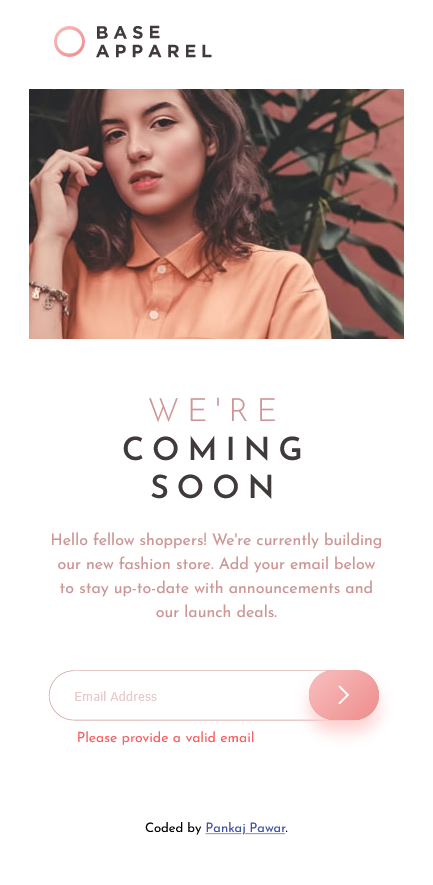 BASE
APPAREL
WE'RE
COMING
SOON
Hello fellow shoppers! We're currently building
our new fashion store. Add your email below
to stay up-to-date with announcements and
our launch deals.
Email Address
Please provide a valid email
Coded by Pankaj Pawar.